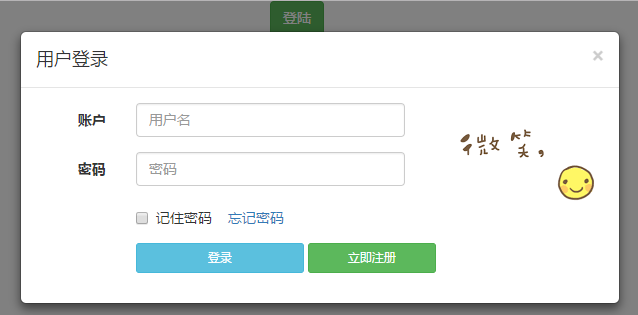 登陆
用户登录 ×
账户 用户名
微笑,
密码 密码
记住密码 忘记密码
登录 立即注册